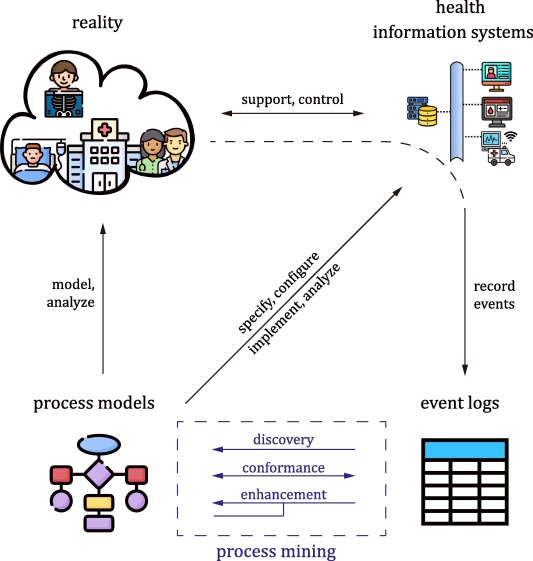 reality
health
information systems
support, control
model,
analyze
specify, configure
implement, analyze
record
events
process models
event logs
discovery
conformance
enhancement
process mining